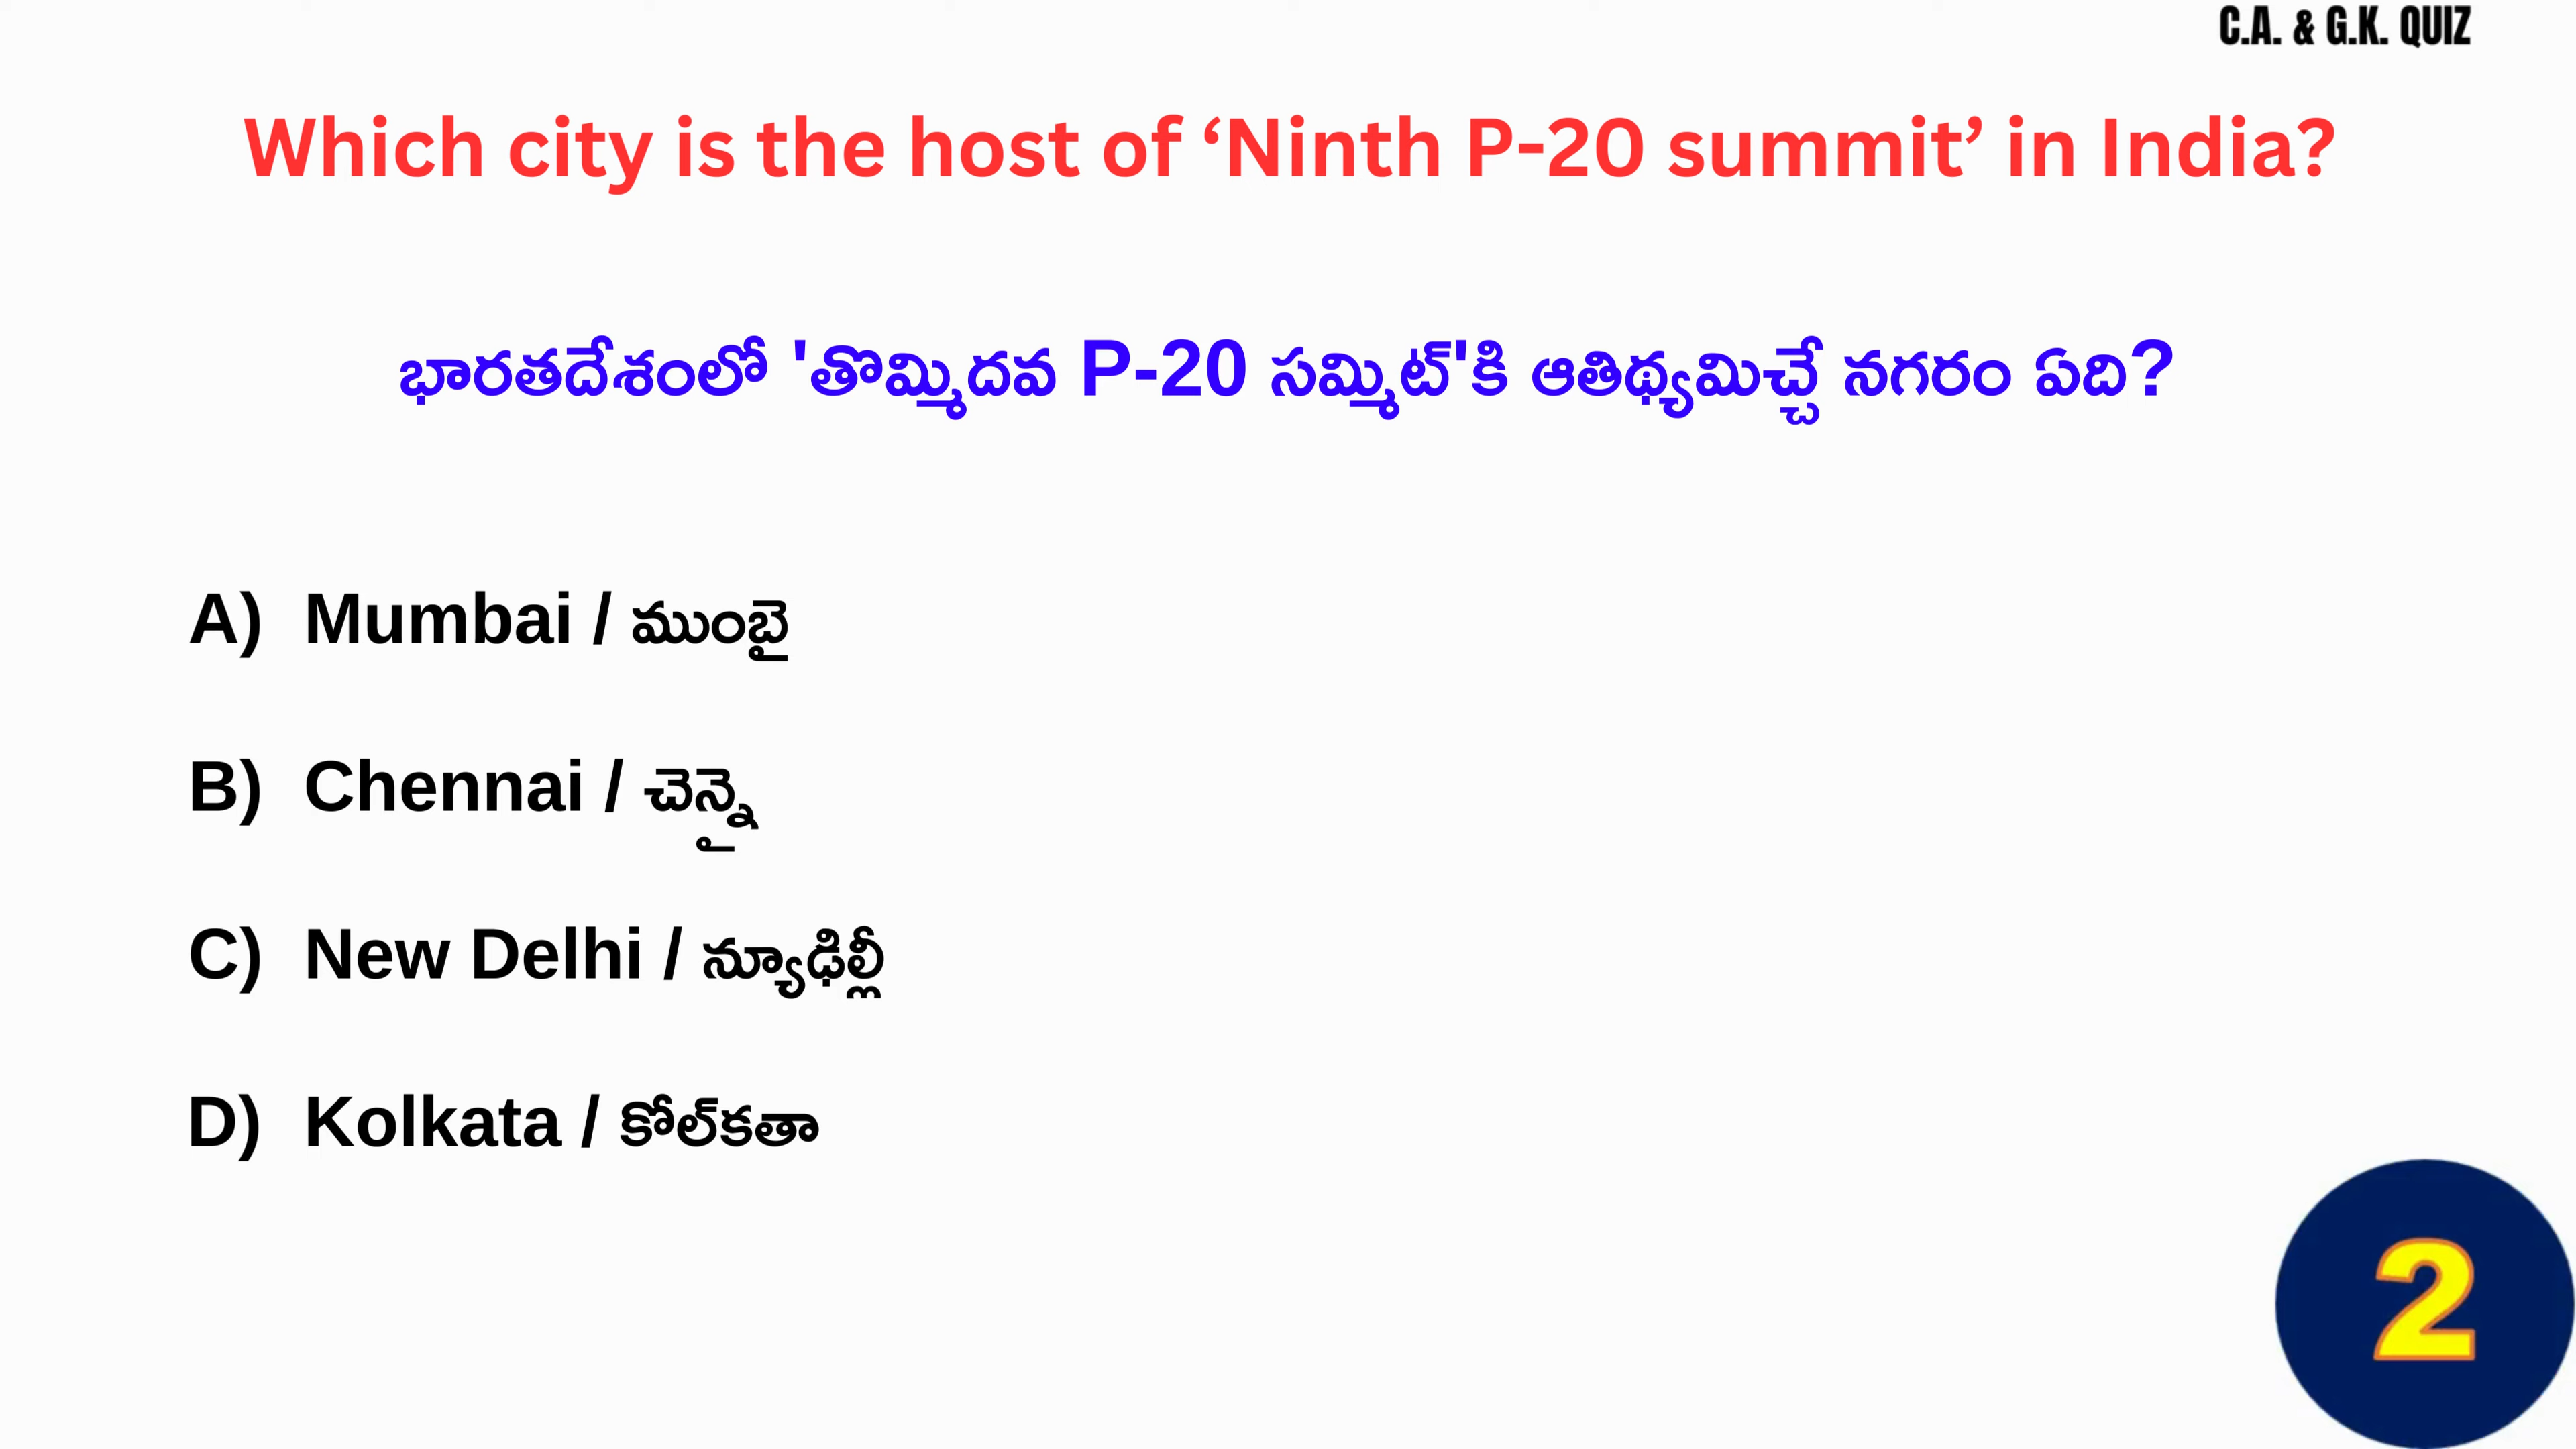 C.A. & G.K. QUIZ
Which city is the host of ‘Ninth P-20 summit’ in India?
భారతదేశంలో 'తొమ్మిదవ P-20 సమ్మిట్'కి ఆతిథ్యమిచ్చే నగరం ఏది?
A) Mumbai / ముంబై
B) Chennai / చెన్నై
C) New Delhi / న్యూఢిల్లీ
D) Kolkata / కోల్‌కతా
2